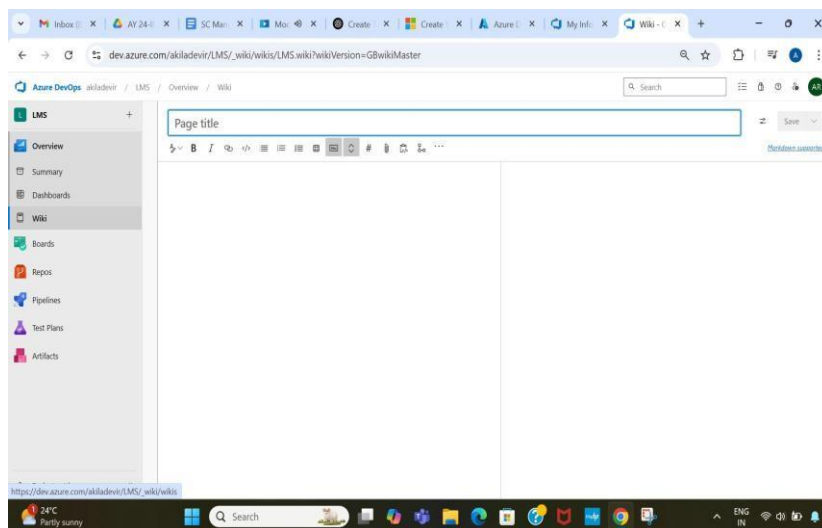 Inbox
AY 24-
SC Man
Moc
Create
Create
Azure D
My Info
Wiki - C
dev.azure.com/akiladevir/LMS/_wiki/wikis/LMS.wiki?wikiVersion=GBwikiMaster
A
Azure DevOps akiladevir / LMS / Overview / Wiki
Search
AR
L LMS +
Page title
Save
Overview
B I
#
Markdown supported
Summary
Dashboards
Wiki
Boards
Repos
Pipelines
Test Plans
Artifacts
https://dev.azure.com/akiladevir/LMS/_wiki/wikis
1
24°C
Partly sunny
Search
ENG
IN